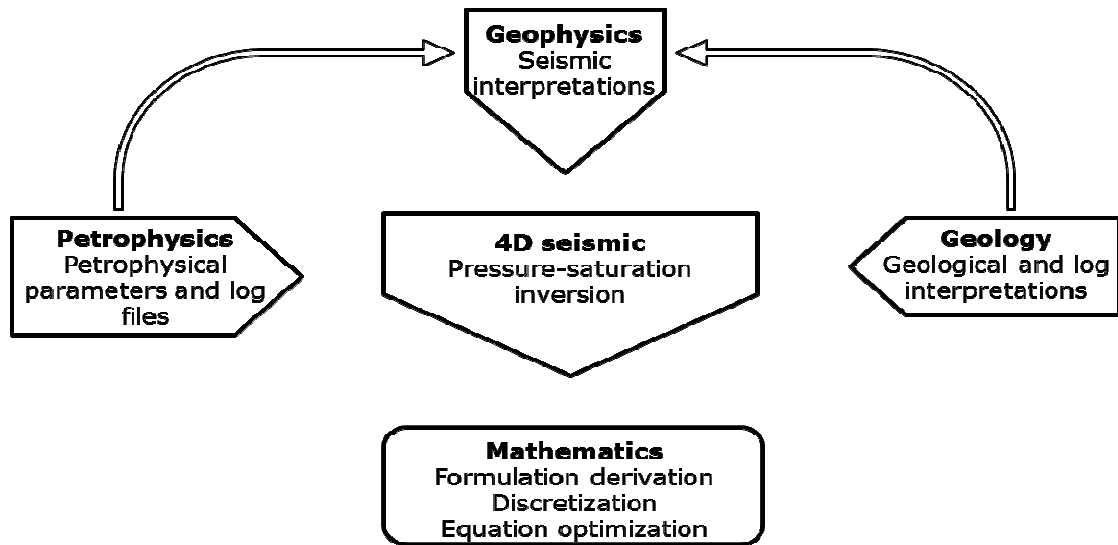 Geophysics
Seismic
interpretations
Petrophysics
Petrophysical
parameters and log
files
4D seismic
Pressure-saturation
inversion
Geology
Geological and log
interpretations
Mathematics
Formulation derivation
Discretization
Equation optimization